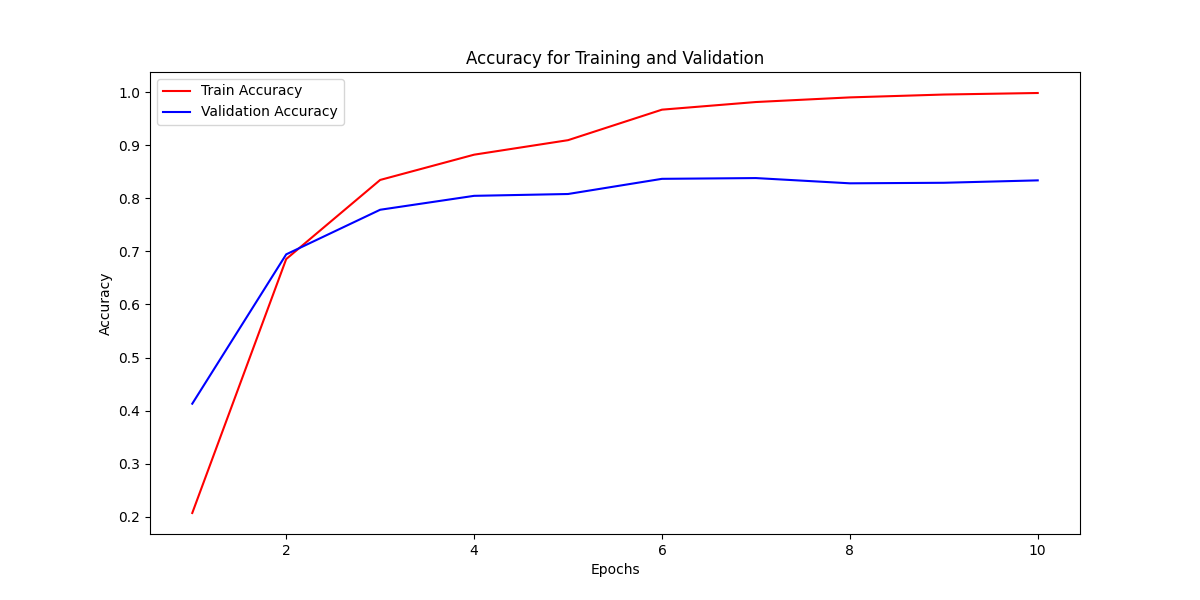 Accuracy for Training and Validation
Train Accuracy
Validation Accuracy
1.0
0.9
0.8
0.7
0.6
0.5
0.4
0.3
0.2
Accuracy
2 4 6 8 10
Epochs